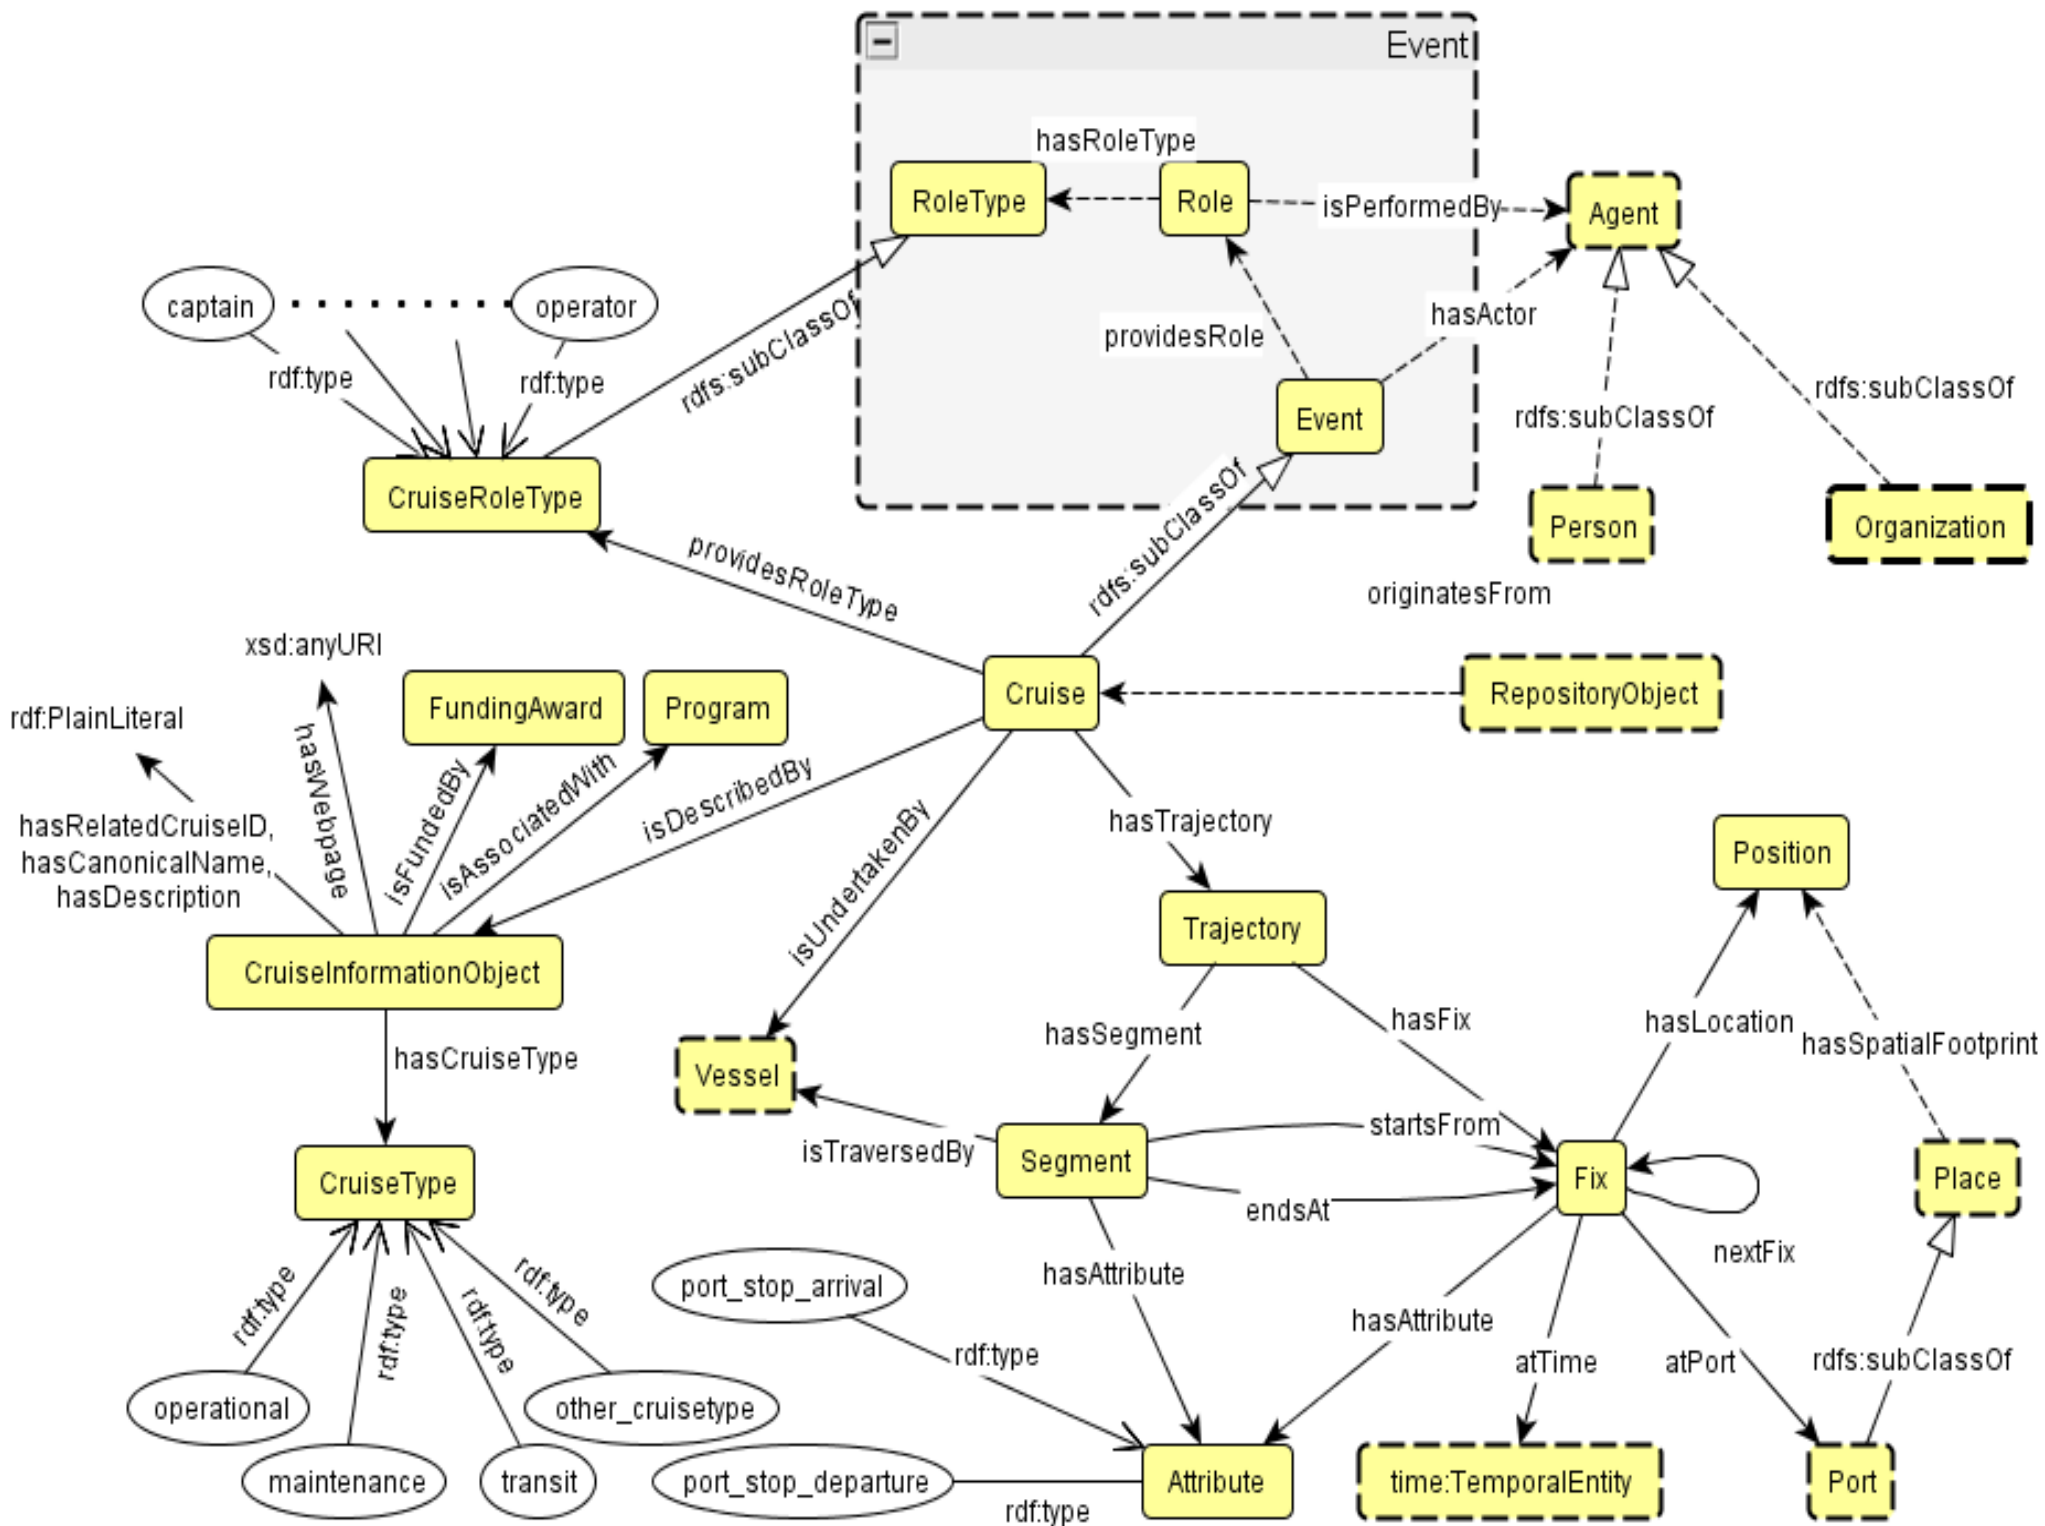 Event
hasRoleType
RoleType
Role
isPerformedBy
Agent
captain
operator
rdf:type
rdf:type
rdfs:subClassOf
providesRole
hasActor
Event
rdfs:subClassOf
rdfs:subClassOf
CruiseRoleType
Person
Organization
providesRoleType
rdfs:subClassOf
originatesFrom
xsd:anyURI
rdf:PlainLiteral
FundingAward
Program
Cruise
RepositoryObject
hasWebpage
isFundedBy
isAssociatedWith
isDescribedBy
isUndertakenBy
hasTrajectory
hasRelatedCruiseID,
hasCanonicalName,
hasDescription
Position
Trajectory
CruiseInformationObject
hasSegment
hasFix
hasLocation
hasSpatialFootprint
hasCruiseType
Vessel
startsFrom
isTraversedBy
Segment
Fix
Place
CruiseType
endsAt
nextFix
rdf:type
rdf:type
rdf:type
rdf:type
port_stop_arrival
hasAttribute
hasAttribute
rdf:type
atTime
atPort
rdfs:subClassOf
operational
other_cruisetype
maintenance
transit
port_stop_departure
rdf:type
Attribute
time:TemporalEntity
Port